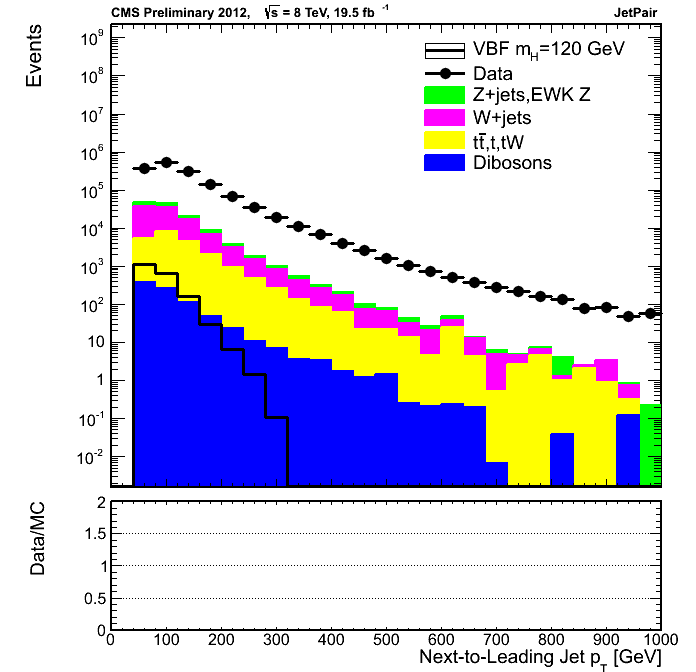 CMS Preliminary 2012, √s = 8 TeV, 19.5 fb⁻¹ JetPair
Events
10⁹
10⁸
10⁷
10⁶
10⁵
10⁴
10³
10²
10
1
10⁻¹
10⁻²
VBF m_H=120 GeV
Data
Z+jets,EWK Z
W+jets
tt̄,t,tW
Dibosons
Data/MC
2
1.5
1
0.5
0
0 100 200 300 400 500 600 700 800 900 1000
Next-to-Leading Jet p_T [GeV]